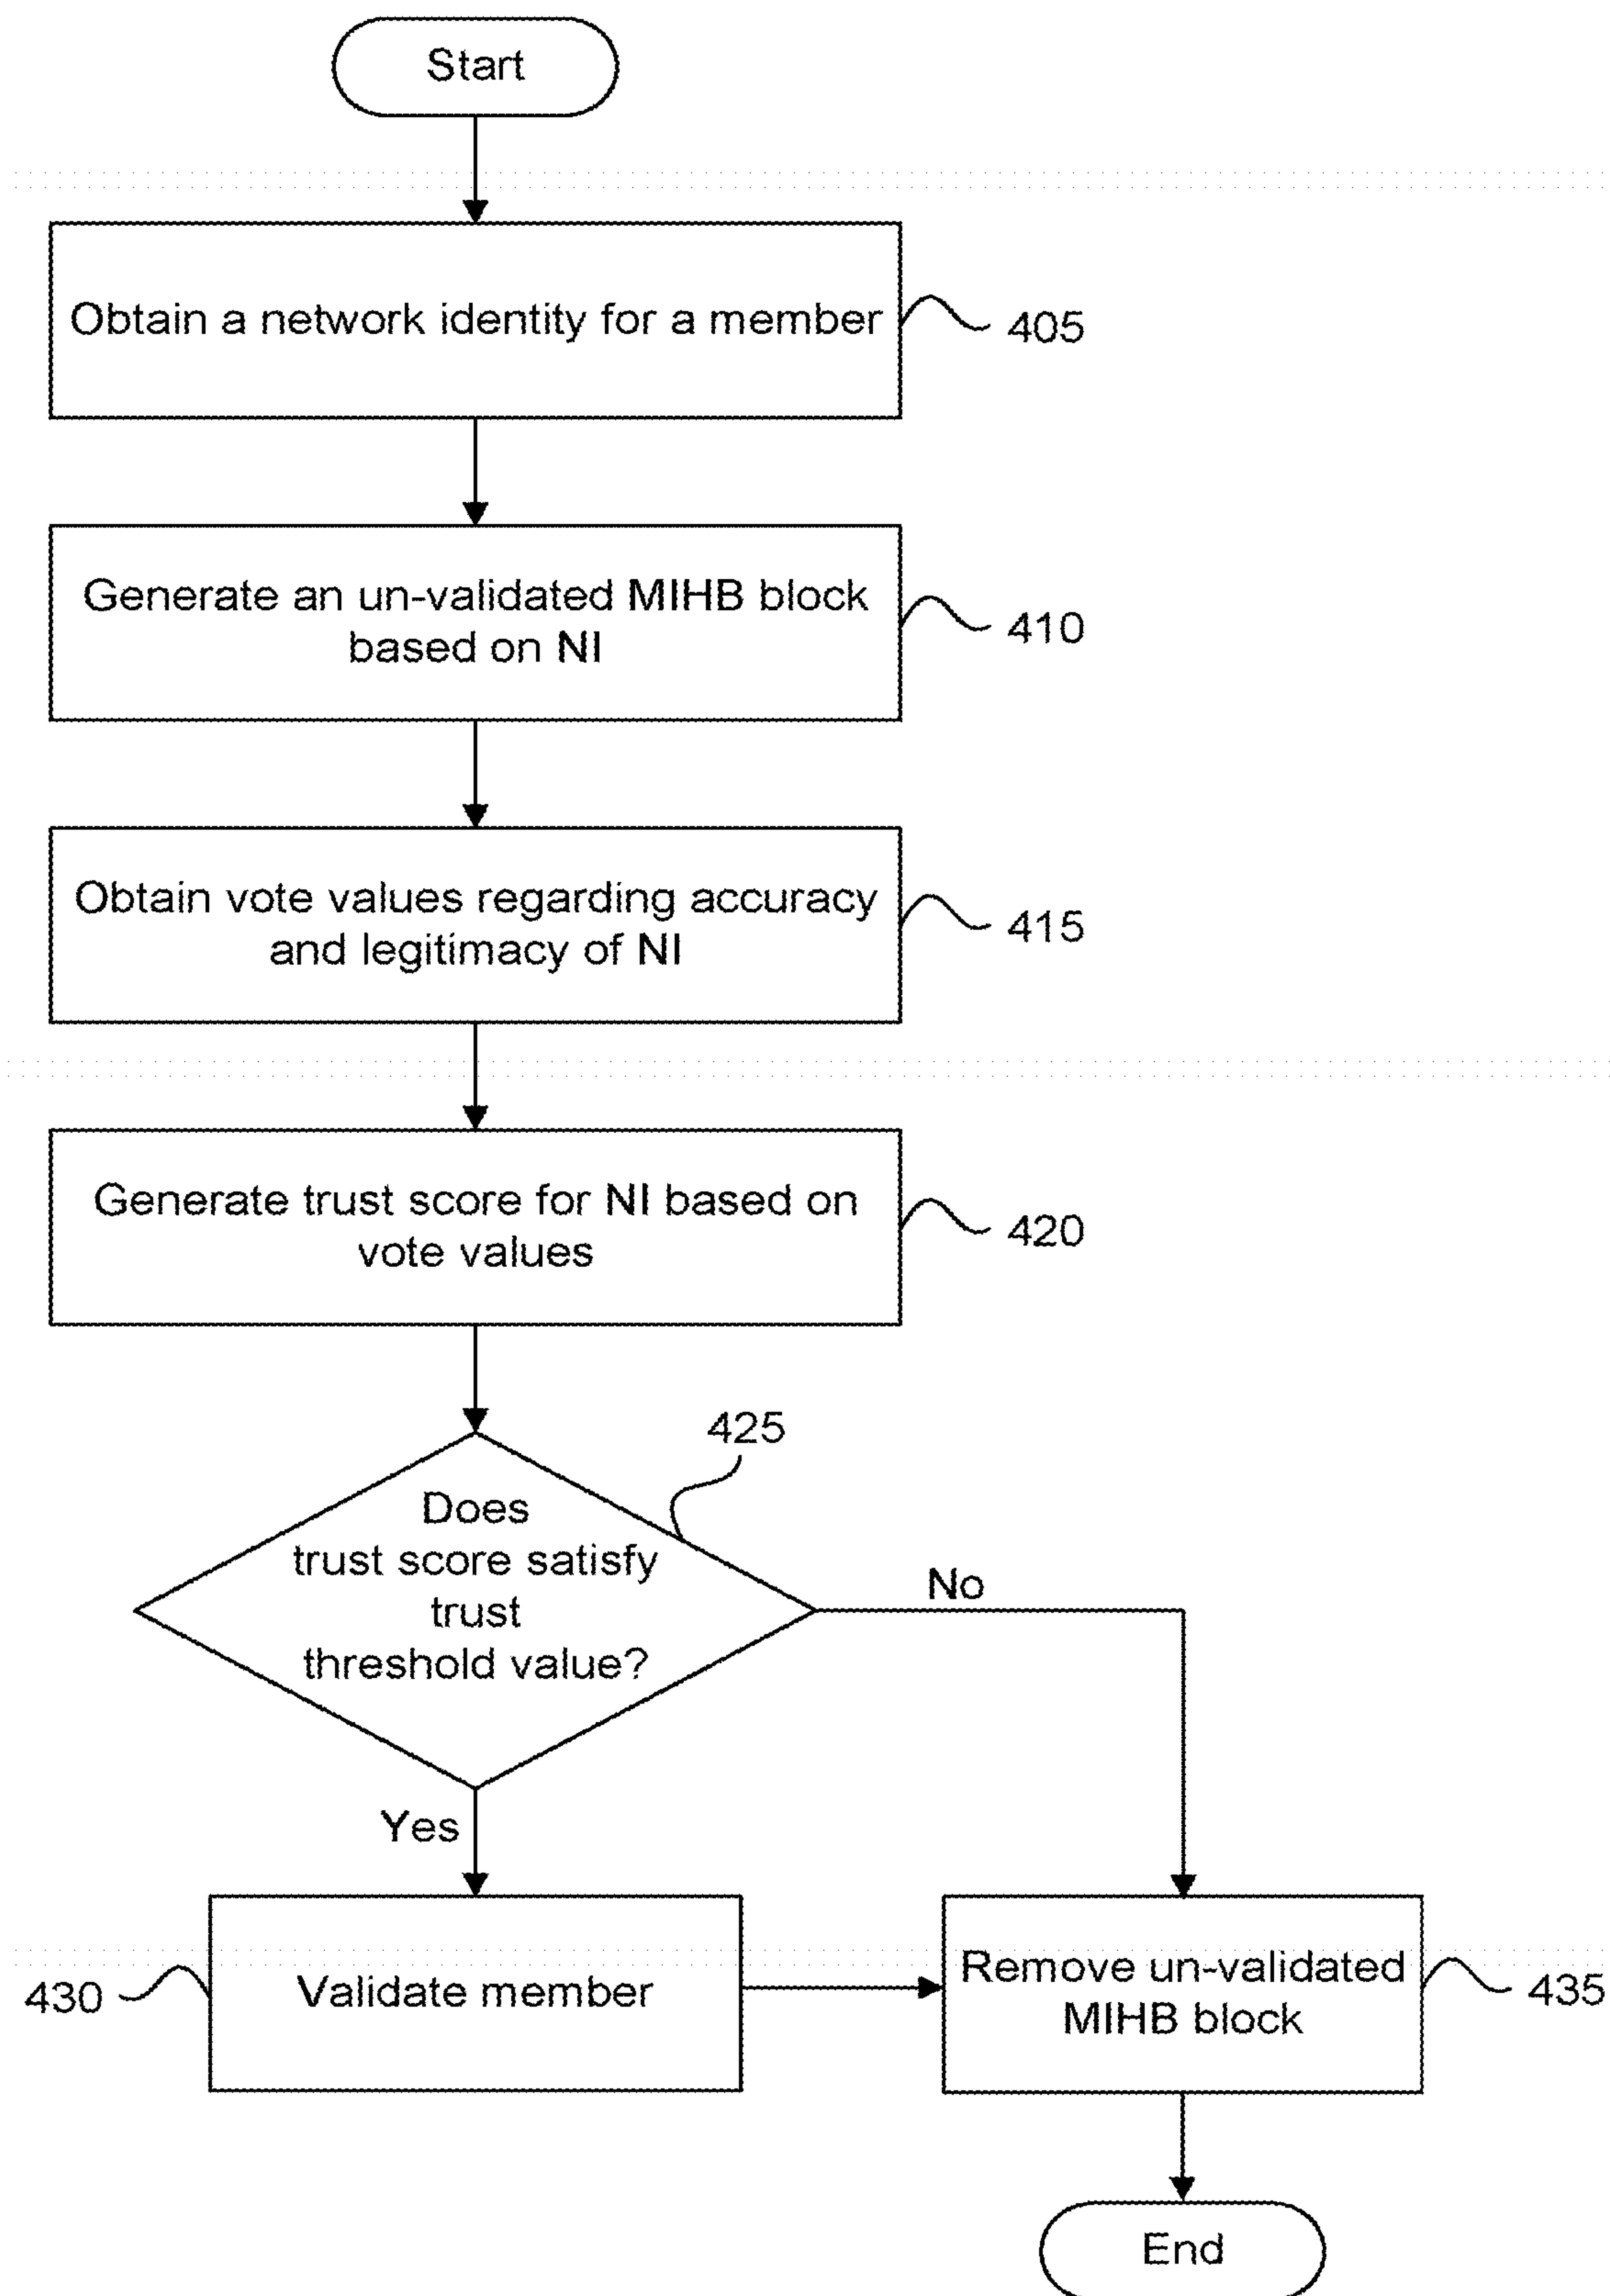 Start
Obtain a network identity for a member
405
Generate an un-validated MIHB block
based on NI
410
Obtain vote values regarding accuracy
and legitimacy of NI
415
Generate trust score for NI based on
vote values
420
425
Does
trust score satisfy
trust
threshold value?
No
Yes
430
Validate member
Remove un-validated
MIHB block
435
End